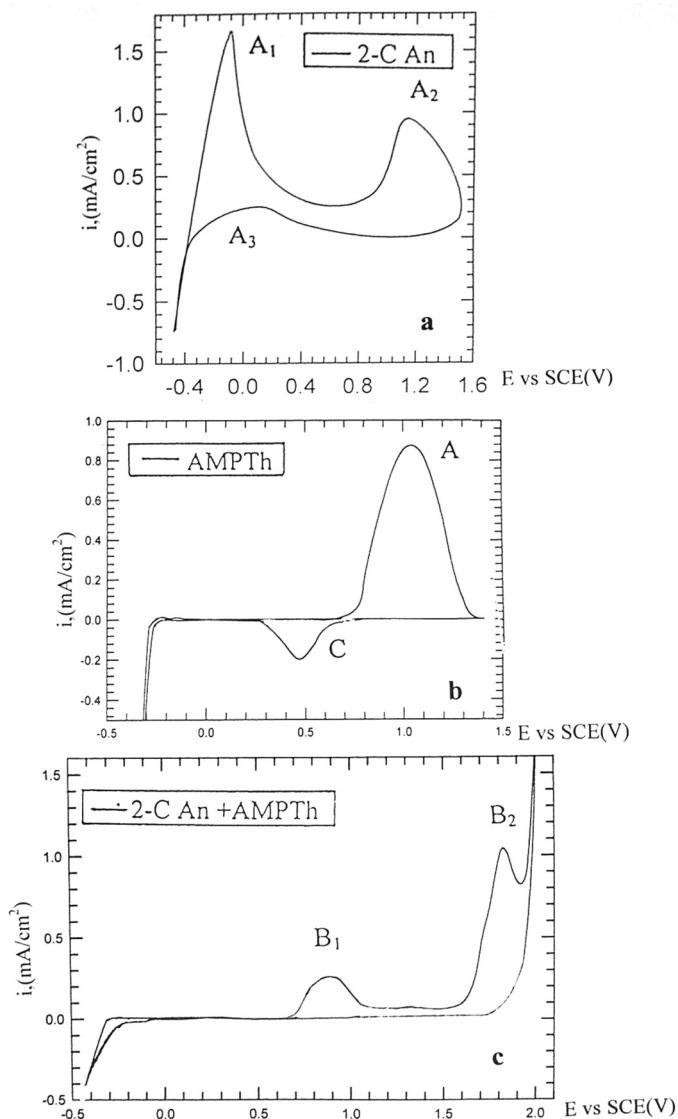 1.5
1.0
0.5
0.0
-0.5
-1.0
i,(mA/cm²)
A₁
2-C An
A₂
A₃
a
-0.4 0.0 0.4 0.8 1.2 1.6
E vs SCE(V)
1.0
0.8
0.6
0.4
0.2
0.0
-0.2
-0.4
i,(mA/cm²)
AMPTh
A
C
b
-0.5 0.0 0.5 1.0 1.5
E vs SCE(V)
1.5
1.0
0.5
0.0
-0.5
i,(mA/cm²)
2-C An +AMPTh
B₂
B₁
c
-0.5 0.0 0.5 1.0 1.5 2.0
E vs SCE(V)